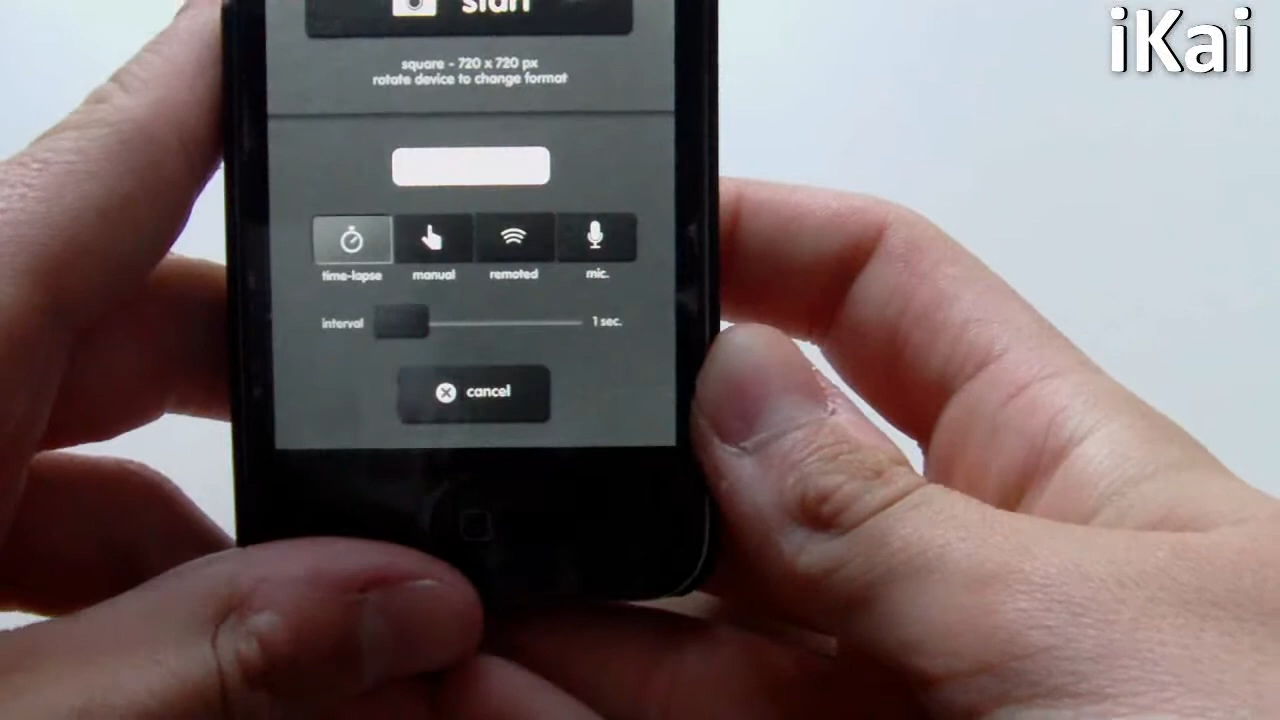 iKai
start
square - 720 x 720 px
rotate device to change format
time-lapse manual remoted mic.
interval 1 sec.
cancel